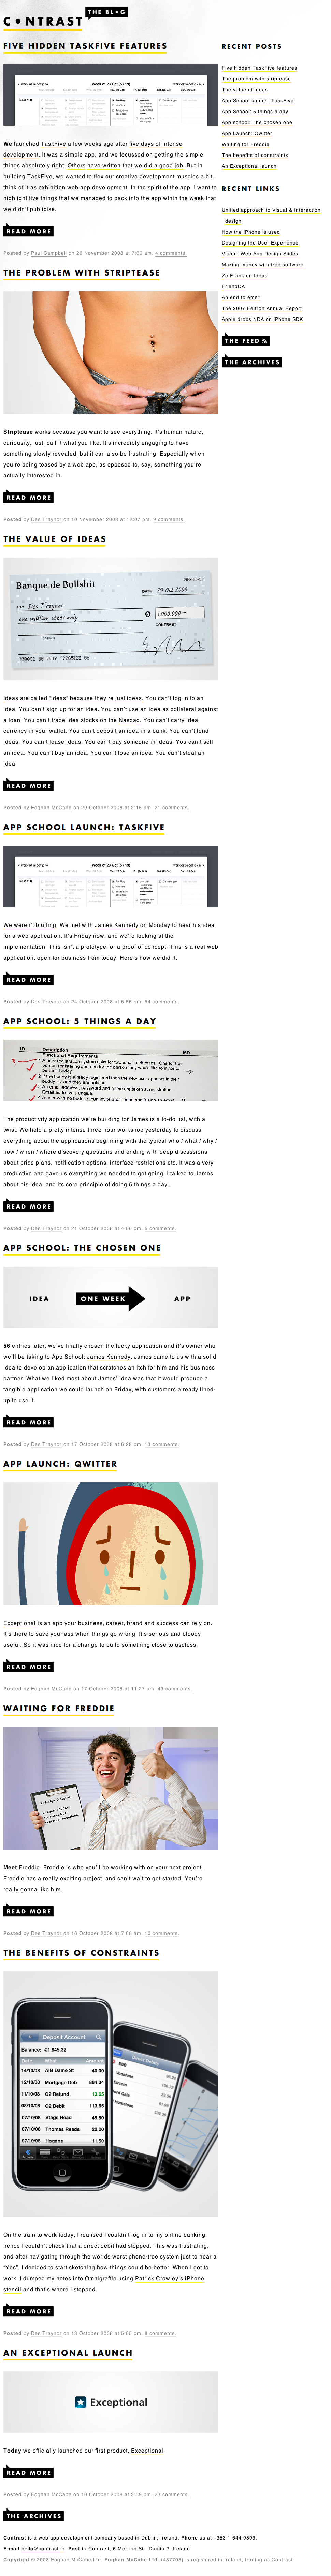 CONTRAST
THE BLOG
FIVE HIDDEN TASKFIVE FEATURES
Week of 23 Oct (5 / 15)
We launched TaskFive a few weeks ago after five days of intense
development. It was a simple app, and we focussed on getting the simple
things absolutely right. Others have written that we did a good job. But in
building TaskFive, we wanted to flex our creative development muscles a bit…
think of it as exhibition web app development. In the spirit of the app, I want to
highlight five things that we managed to pack into the app within the week that
we didn't publicise.
READ MORE
Posted by Paul Campbell on 26 November 2008 at 7:00 am. 4 comments.
THE PROBLEM WITH STRIPTEASE
Striptease works because you want to see everything. It's human nature,
curiousity, lust, call it what you like. It's incredibly engaging to have
something slowly revealed, but it can also be frustrating. Especially when
you're being teased by a web app, as opposed to, say, something you're
actually interested in.
READ MORE
Posted by Des Traynor on 10 November 2008 at 12:07 pm. 9 comments.
THE VALUE OF IDEAS
Banque de Bullshit
DATE 29 Oct 2008
PAY Des Traynor
one million ideas only
1,000,000
CONTRAST
Ideas are called "ideas" because they're just ideas. You can't log in to an
idea. You can't sign up for an idea. You can't use an idea as collateral against
a loan. You can't trade idea stocks on the Nasdaq. You can't carry idea
currency in your wallet. You can't deposit an idea in a bank. You can't lend
ideas. You can't lease ideas. You can't pay someone in ideas. You can't sell
an idea. You can't buy an idea. You can't lose an idea. You can't steal an
idea.
READ MORE
Posted by Eoghan McCabe on 29 October 2008 at 2:15 pm. 21 comments.
APP SCHOOL LAUNCH: TASKFIVE
Week of 23 Oct (5 / 15)
We weren't bluffing. We met with James Kennedy on Monday to hear his idea
for a web application. It's Friday now, and we're looking at the
implementation. This isn't a prototype, or a proof of concept. This is a real web
application, open for business from today. Here's how we did it.
READ MORE
Posted by Des Traynor on 24 October 2008 at 6:56 pm. 54 comments.
APP SCHOOL: 5 THINGS A DAY
ID Description MD
Functional Requirements
1 A user registration system asks for two email addresses. One for the
person registering and one for the person they would like to invite to
be their buddy.
2 If the buddy is already registered then the new user appears in their
buddy list and they are notified
3 An email address, password and name are taken at registration.
Email address is unique.
4 A user with no buddies can invite another person or persons to be
The productivity application we're building for James is a to-do list, with a
twist. We held a pretty intense three hour workshop yesterday to discuss
everything about the applications beginning with the typical who / what / why /
how / when / where discovery questions and ending with deep discussions
about price plans, notification options, interface restrictions etc. It was a very
productive and gave us everything we needed to get going. I talked to James
about his idea, and its core principle of doing 5 things a day…
READ MORE
Posted by Des Traynor on 21 October 2008 at 4:06 pm. 5 comments.
APP SCHOOL: THE CHOSEN ONE
IDEA ONE WEEK APP
56 entries later, we've finally chosen the lucky application and it's owner who
we'll be taking to App School: James Kennedy. James came to us with a solid
idea to develop an application that scratches an itch for him and his business
partner. What we liked most about James' idea was that it would produce a
tangible application we could launch on Friday, with customers already lined-
up to use it.
READ MORE
Posted by Des Traynor on 17 October 2008 at 6:28 pm. 13 comments.
APP LAUNCH: QWITTER
Exceptional is an app your business, career, brand and success can rely on.
It's there to save your ass when things go wrong. It's serious and bloody
useful. So it was nice for a change to build something close to useless.
READ MORE
Posted by Eoghan McCabe on 17 October 2008 at 11:27 am. 43 comments.
WAITING FOR FREDDIE
Meet Freddie. Freddie is who you'll be working with on your next project.
Freddie has a really exciting project, and can't wait to get started. You're
really gonna like him.
READ MORE
Posted by Des Traynor on 16 October 2008 at 7:00 am. 10 comments.
THE BENEFITS OF CONSTRAINTS
Deposit Account
Balance: €1,945.32
Date What Amount
14/10/08 AIB Dame St 40.00
12/10/08 Mortgage Deb 864.34
11/10/08 O2 Refund 13.65
08/10/08 O2 Debit 113.65
07/10/08 Stags Head 45.50
07/10/08 Thomas Reads 22.20
07/10/08 Hogans 11.50
Direct Debits
On the train to work today, I realised I couldn't log in to my online banking,
hence I couldn't check that a direct debit had stopped. This was frustrating,
and after navigating through the worlds worst phone-tree system just to hear a
"Yes", I decided to start sketching how things could be better. When I got to
work, I dumped my notes into Omnigraffle using Patrick Crowley's iPhone
stencil and that's where I stopped.
READ MORE
Posted by Des Traynor on 13 October 2008 at 5:05 pm. 8 comments.
AN EXCEPTIONAL LAUNCH
Exceptional
Today we officially launched our first product, Exceptional.
READ MORE
Posted by Eoghan McCabe on 10 October 2008 at 3:59 pm. 23 comments.
THE ARCHIVES
Contrast is a web app development company based in Dublin, Ireland. Phone us at +353 1 644 9899.
E-mail hello@contrast.ie. Post to Contrast, 6 Merrion St., Dublin 2, Ireland.
Copyright © 2008 Eoghan McCabe Ltd. Eoghan McCabe Ltd. (437709) is registered in Ireland, trading as Contrast.
RECENT POSTS
Five hidden TaskFive features
The problem with striptease
The value of ideas
App School launch: TaskFive
App School: 5 things a day
App school: The chosen one
App Launch: Qwitter
Waiting for Freddie
The benefits of constraints
An Exceptional launch
RECENT LINKS
Unified approach to Visual & Interaction
design
How the iPhone is used
Designing the User Experience
Violent Web App Design Slides
Making money with free software
Ze Frank on Ideas
FriendDA
An end to ems?
The 2007 Feltron Annual Report
Apple drops NDA on iPhone SDK
THE FEED
THE ARCHIVES